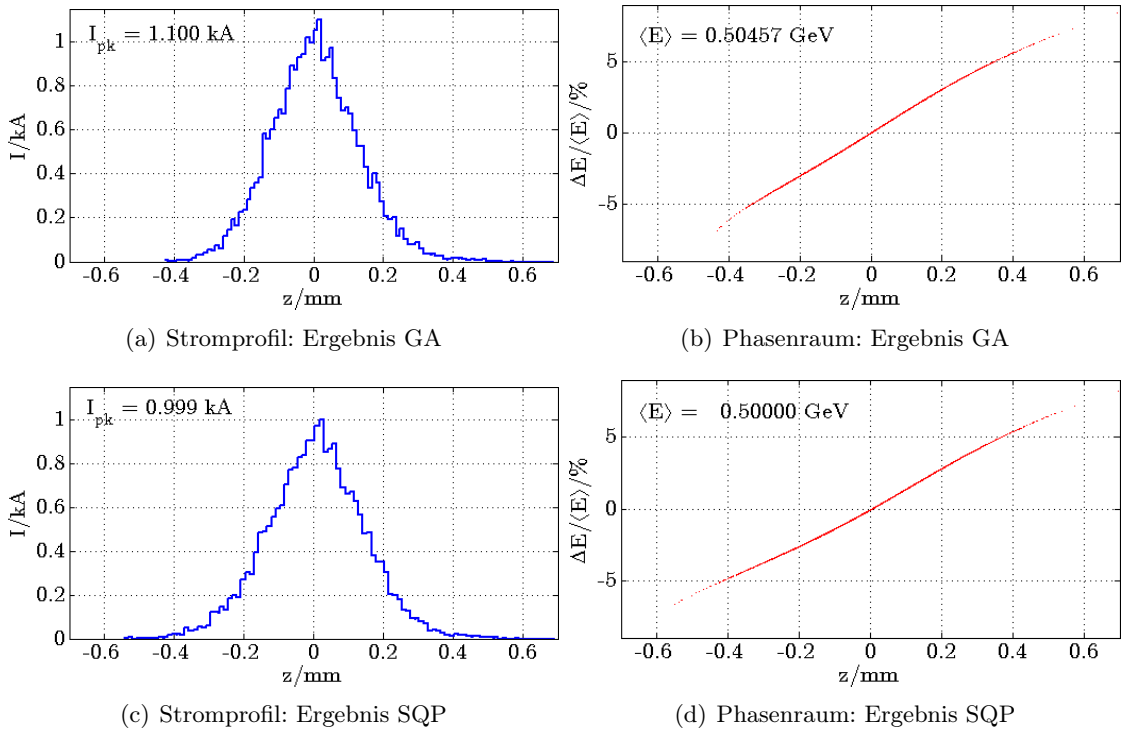 I_pk = 1.100 kA
1
0.8
0.6
0.4
0.2
0
I/kA
-0.6 -0.4 -0.2 0 0.2 0.4 0.6
z/mm
(a) Stromprofil: Ergebnis GA
⟨E⟩ = 0.50457 GeV
5
0
-5
ΔE/⟨E⟩/%
-0.6 -0.4 -0.2 0 0.2 0.4 0.6
z/mm
(b) Phasenraum: Ergebnis GA
I_pk = 0.999 kA
1
0.8
0.6
0.4
0.2
0
I/kA
-0.6 -0.4 -0.2 0 0.2 0.4 0.6
z/mm
(c) Stromprofil: Ergebnis SQP
⟨E⟩ = 0.50000 GeV
5
0
-5
ΔE/⟨E⟩/%
-0.6 -0.4 -0.2 0 0.2 0.4 0.6
z/mm
(d) Phasenraum: Ergebnis SQP